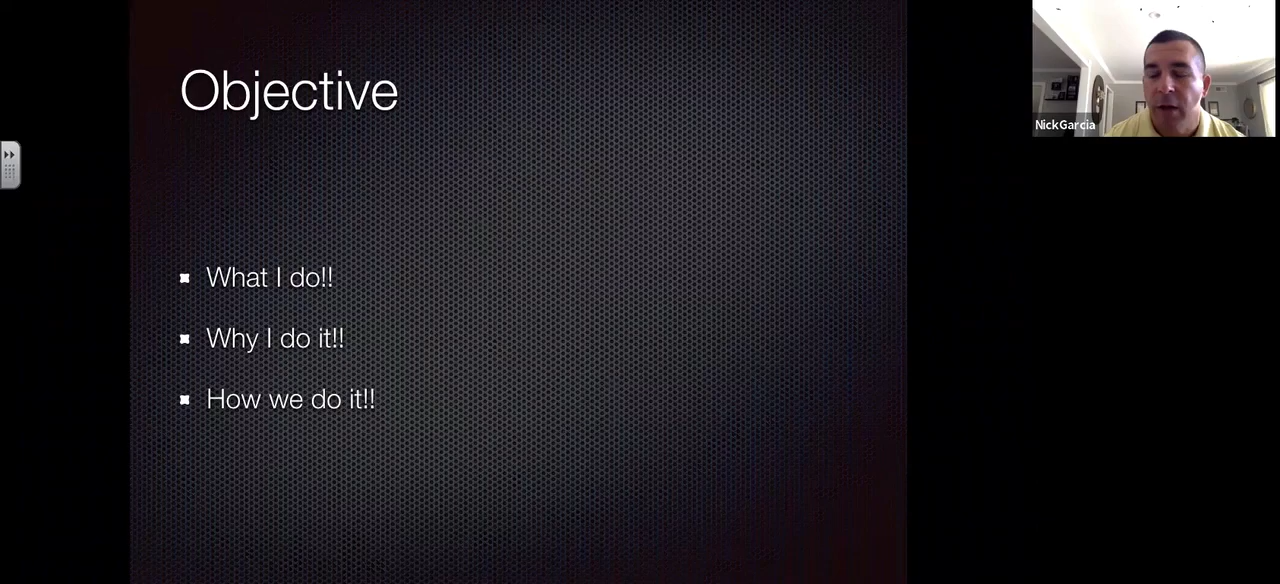 Objective
What I do!!
Why I do it!!
How we do it!!
NickGarcia